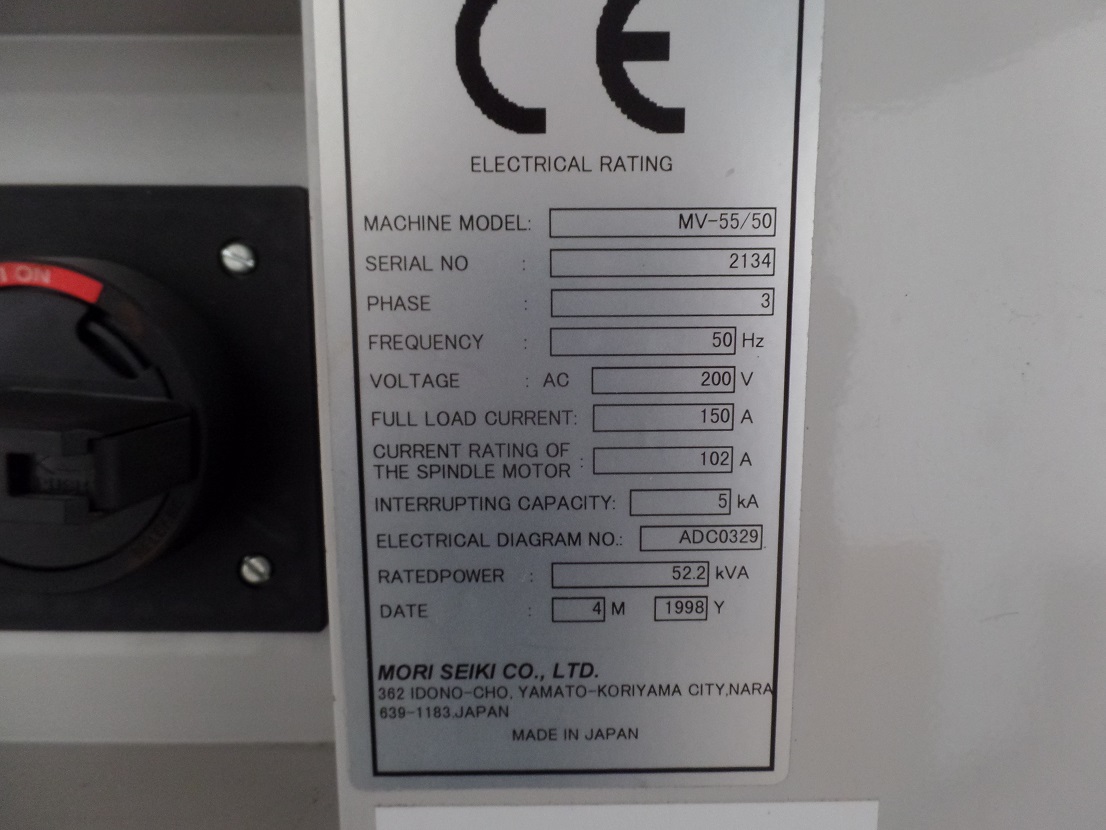 CE
ELECTRICAL RATING
MACHINE MODEL: MV-55/50
SERIAL NO : 2134
PHASE : 3
FREQUENCY : 50 Hz
VOLTAGE : AC 200 V
FULL LOAD CURRENT: 150 A
CURRENT RATING OF
THE SPINDLE MOTOR : 102 A
INTERRUPTING CAPACITY: 5 kA
ELECTRICAL DIAGRAM NO.: ADC0329
RATEDPOWER : 52.2 kVA
DATE : 4 M 1998 Y
MORI SEIKI CO., LTD.
362 IDONO-CHO, YAMATO-KORIYAMA CITY,NARA
639-1183,JAPAN
MADE IN JAPAN
ON